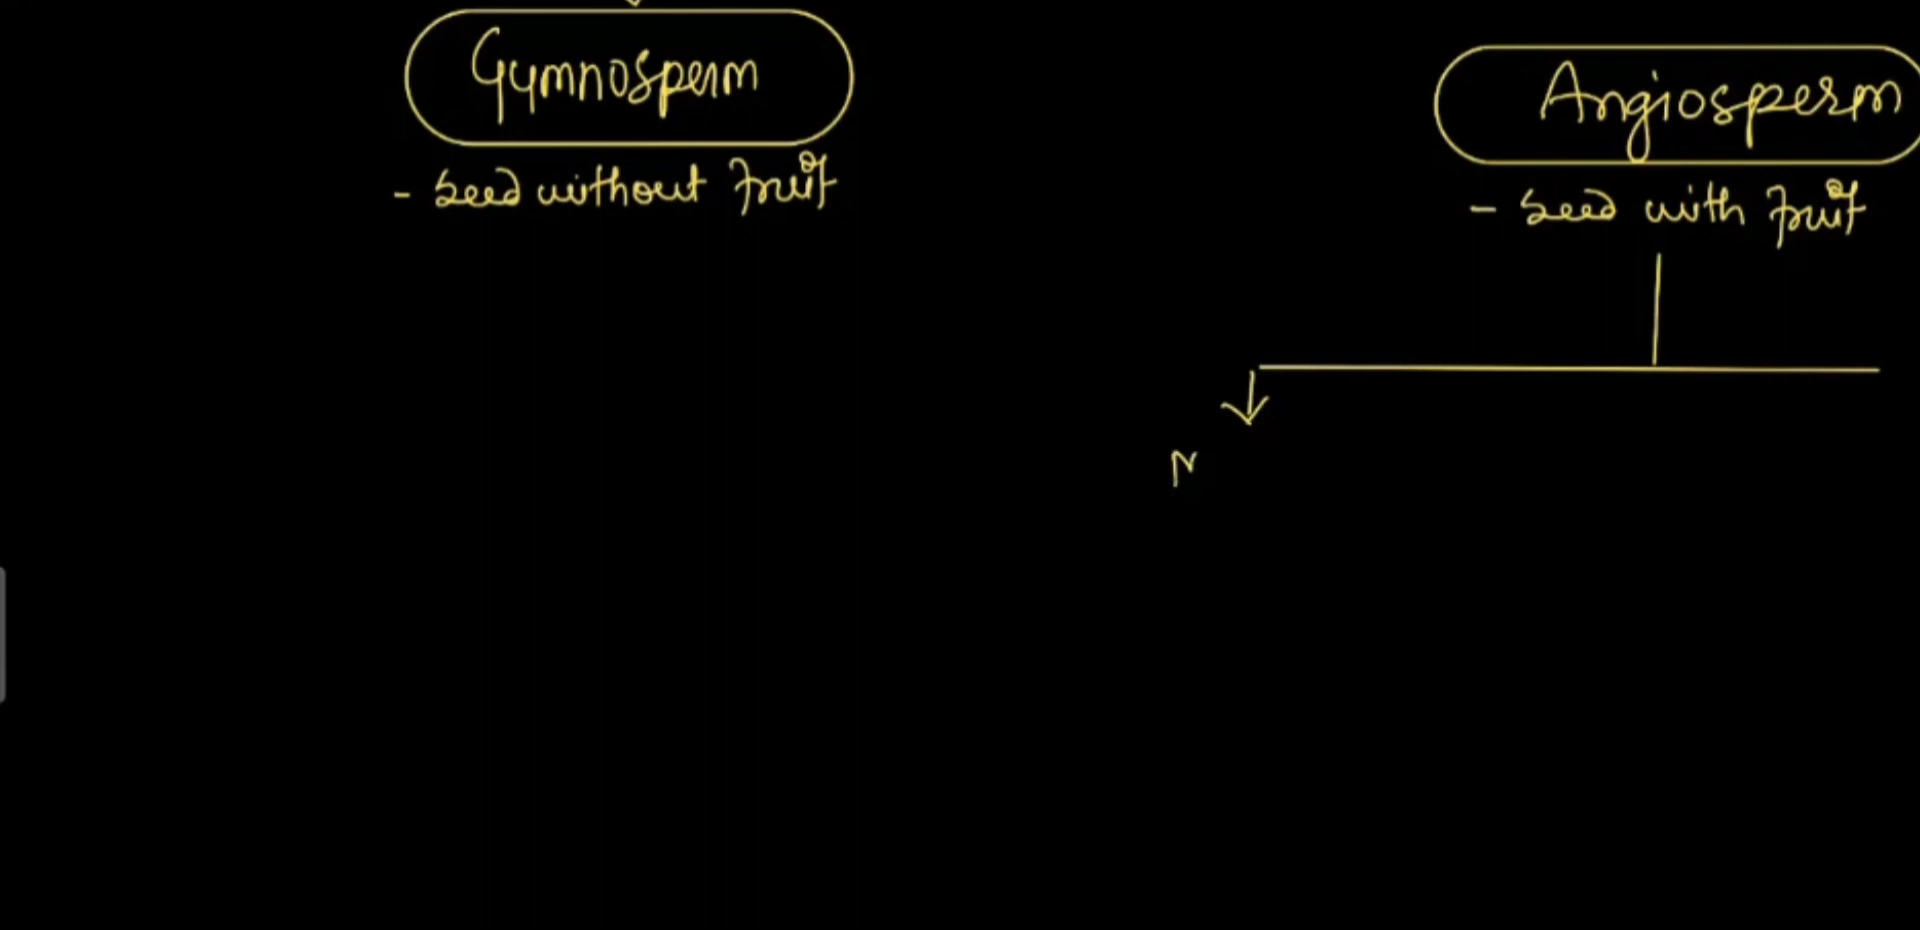 Gymnosperm
Angiosperm
- seed without fruit
- seed with fruit